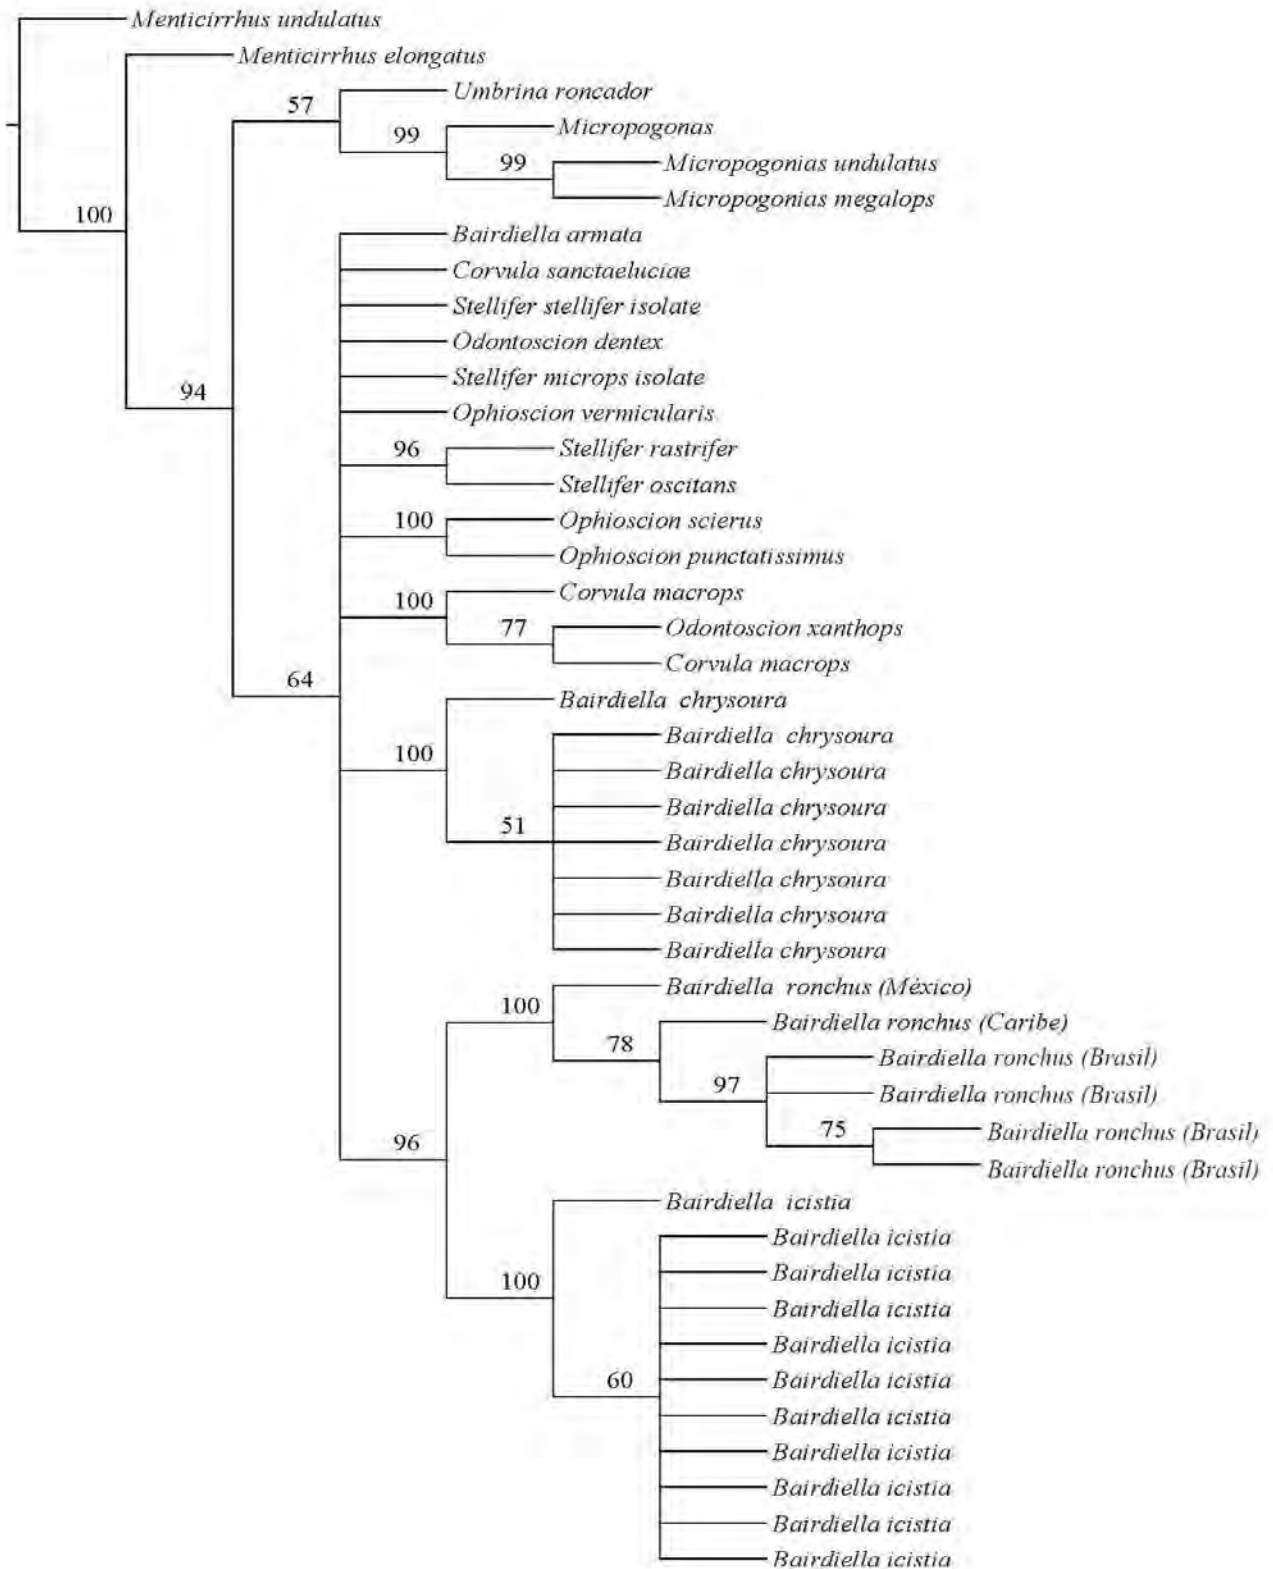 Menticirrhus undulatus
Menticirrhus elongatus
Umbrina roncador
57
Micropogonas
99
Micropogonias undulatus
99
Micropogonias megalops
100
Bairdiella armata
Corvula sanctaeluciae
Stellifer stellifer isolate
Odontoscion dentex
Stellifer microps isolate
94
Ophioscion vermicularis
Stellifer rastrifer
96
Stellifer oscitans
Ophioscion scierus
100
Ophioscion punctatissimus
Corvula macrops
100
Odontoscion xanthops
77
Corvula macrops
64
Bairdiella chrysoura
Bairdiella chrysoura
100
Bairdiella chrysoura
Bairdiella chrysoura
51
Bairdiella chrysoura
Bairdiella chrysoura
Bairdiella chrysoura
Bairdiella chrysoura
Bairdiella ronchus (México)
100
Bairdiella ronchus (Caribe)
78
Bairdiella ronchus (Brasil)
97
Bairdiella ronchus (Brasil)
75
Bairdiella ronchus (Brasil)
96
Bairdiella ronchus (Brasil)
Bairdiella icistia
Bairdiella icistia
Bairdiella icistia
100
Bairdiella icistia
Bairdiella icistia
60
Bairdiella icistia
Bairdiella icistia
Bairdiella icistia
Bairdiella icistia
Bairdiella icistia
Bairdiella icistia